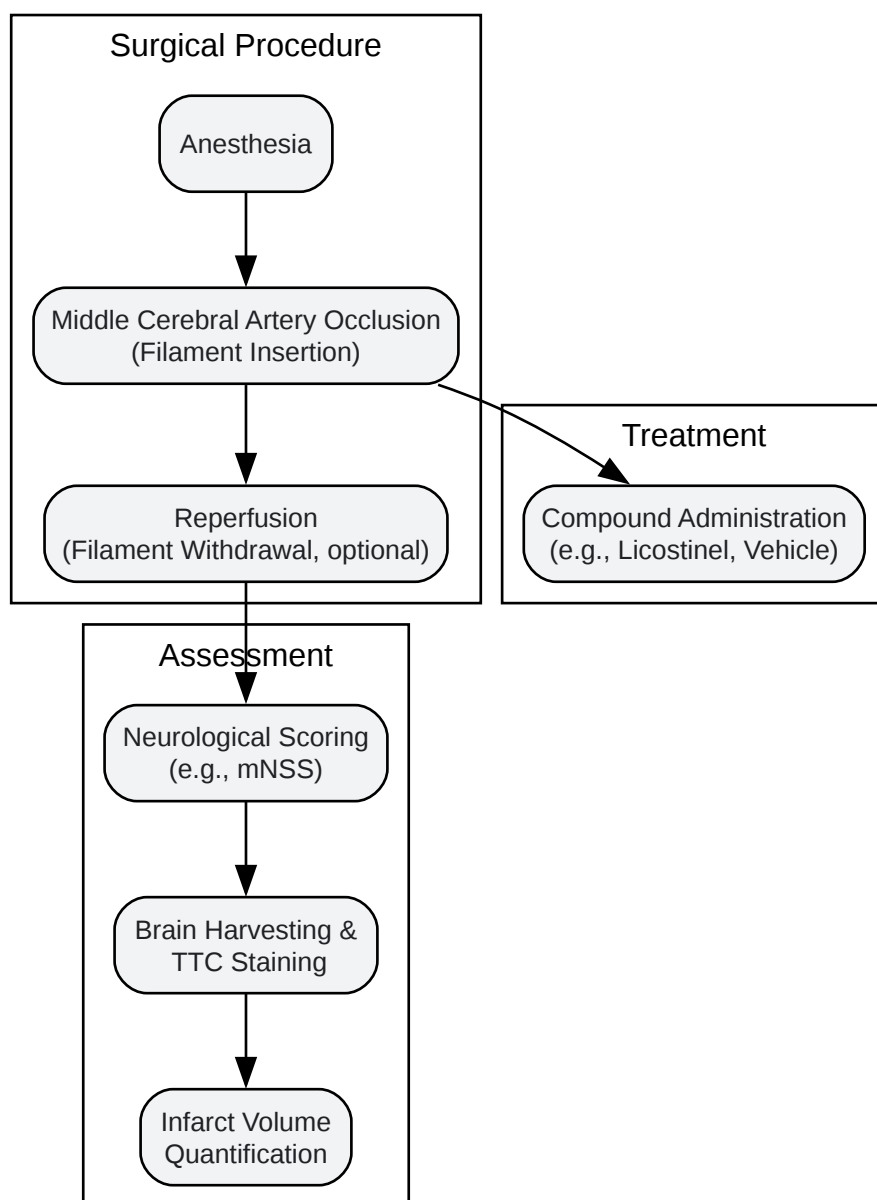 Surgical Procedure
Anesthesia
Middle Cerebral Artery Occlusion
(Filament Insertion)
Reperfusion
(Filament Withdrawal, optional)
Treatment
Compound Administration
(e.g., Licostinel, Vehicle)
Assessment
Neurological Scoring
(e.g., mNSS)
Brain Harvesting &
TTC Staining
Infarct Volume
Quantification